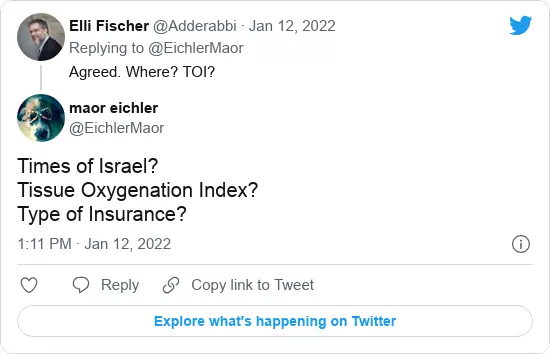 Elli Fischer @Adderabbi · Jan 12, 2022
Replying to @EichlerMaor
Agreed. Where? TOI?
maor eichler
@EichlerMaor
Times of Israel?
Tissue Oxygenation Index?
Type of Insurance?
1:11 PM · Jan 12, 2022
Reply
Copy link to Tweet
Explore what's happening on Twitter